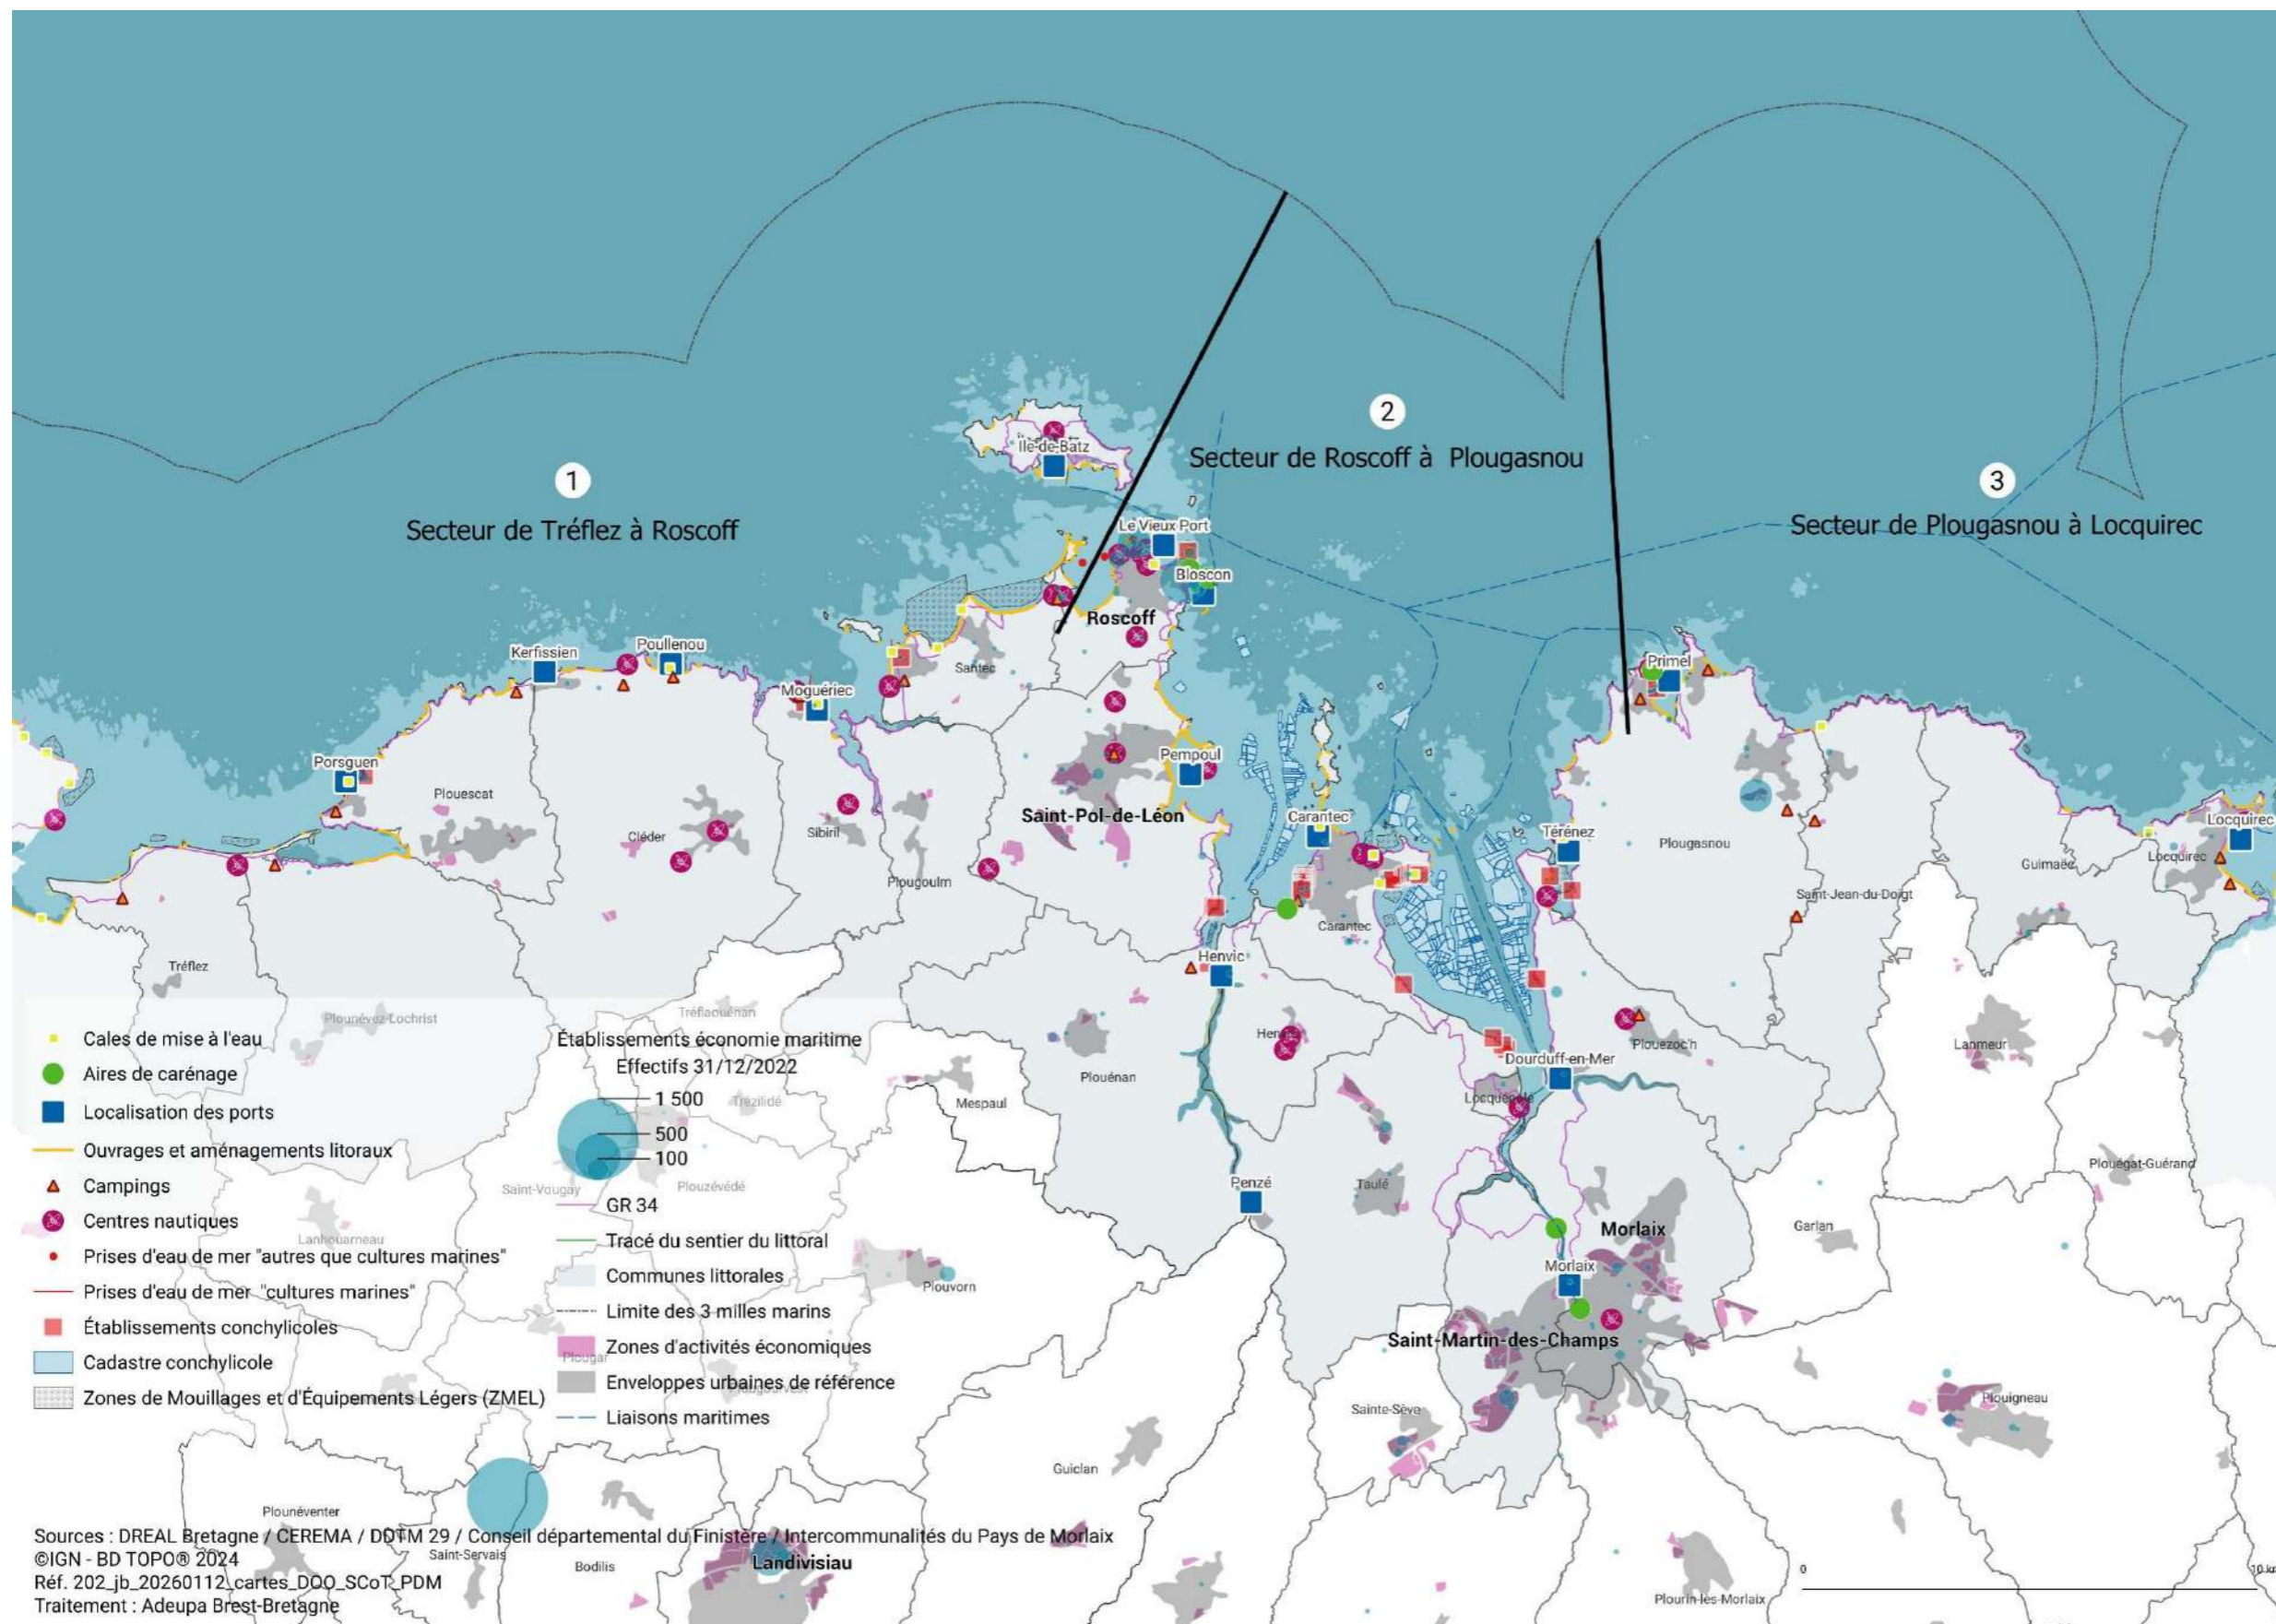 1
Secteur de Tréflez à Roscoff
2
Secteur de Roscoff à Plougasnou
3
Secteur de Plougasnou à Locquirec
Île-de-Batz
Le Vieux Port
Bloscon
Roscoff
Kerfissien
Poullenou
Moguériec
Santec
Primel
Porsguen
Plouescat
Cléder
Sibiril
Plougoulm
Saint-Pol-de-Léon
Pempoul
Carantec
Térénez
Plougasnou
Locquirec
Guimaëc
Locquirec
Saint-Jean-du-Doigt
Carantec
Tréflez
Henvic
Plounévez-Lochrist
Tréflaouénan
Plouénan
Plouezoc'h
Lanmeur
Dourduff-en-Mer
Mespaul
Trézilidé
Plouégat-Guérand
Saint-Vougay
Plouzévédé
Penzé
Taulé
Lanhouarneau
Morlaix
Garlan
Morlaix
Plouvorn
Saint-Martin-des-Champs
Plougar
Sainte-Sève
Plouigneau
Guiclan
Plounéventer
Saint-Servais
Bodilis
Landivisiau
Plourin-lès-Morlaix
Cales de mise à l'eau
Aires de carénage
Localisation des ports
Ouvrages et aménagements litoraux
Campings
Centres nautiques
Prises d'eau de mer "autres que cultures marines"
Prises d'eau de mer "cultures marines"
Établissements conchylicoles
Cadastre conchylicole
Zones de Mouillages et d'Équipements Légers (ZMEL)
Établissements économie maritime
Effectifs 31/12/2022
1 500
500
100
GR 34
Tracé du sentier du littoral
Communes littorales
Limite des 3 milles marins
Zones d'activités économiques
Enveloppes urbaines de référence
Liaisons maritimes
Sources : DREAL Bretagne / CEREMA / DDTM 29 / Conseil départemental du Finistère / Intercommunalités du Pays de Morlaix
©IGN - BD TOPO® 2024
Réf. 202_jb_20260112_cartes_DOO_SCoT_PDM
Traitement : Adeupa Brest-Bretagne
0
10 km